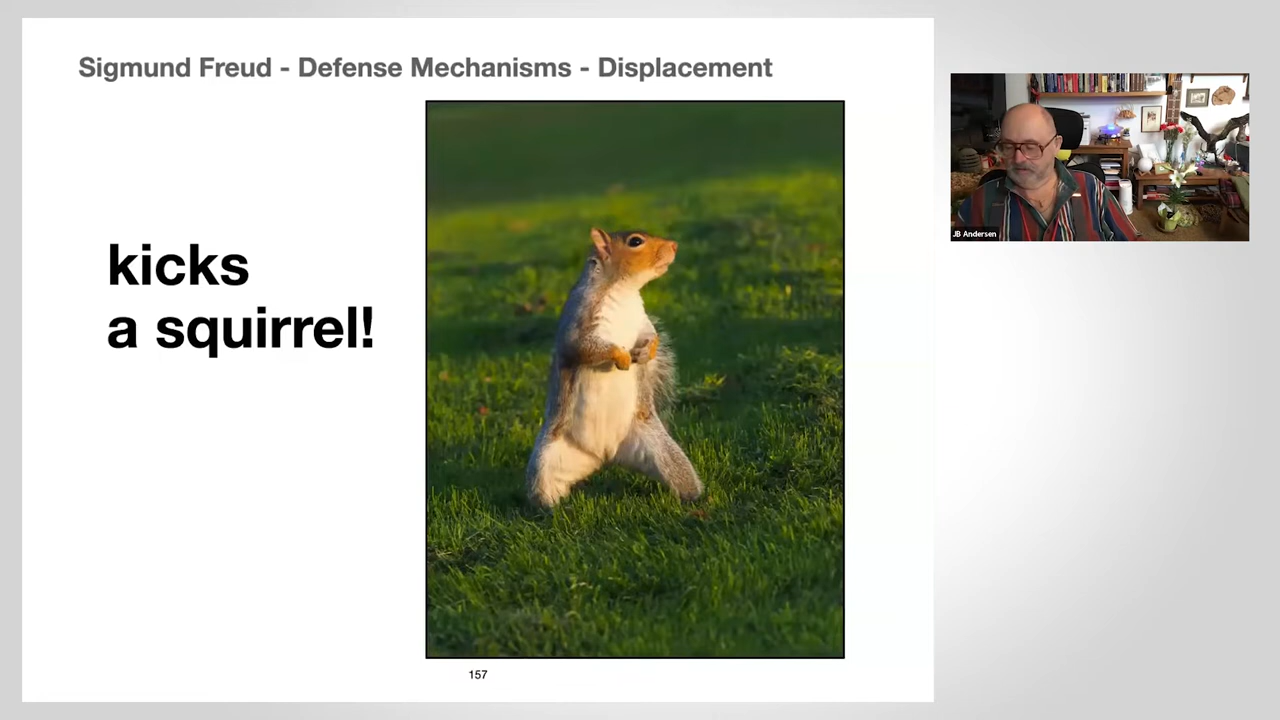 Sigmund Freud - Defense Mechanisms - Displacement
kicks
a squirrel!
JB Andersen
157